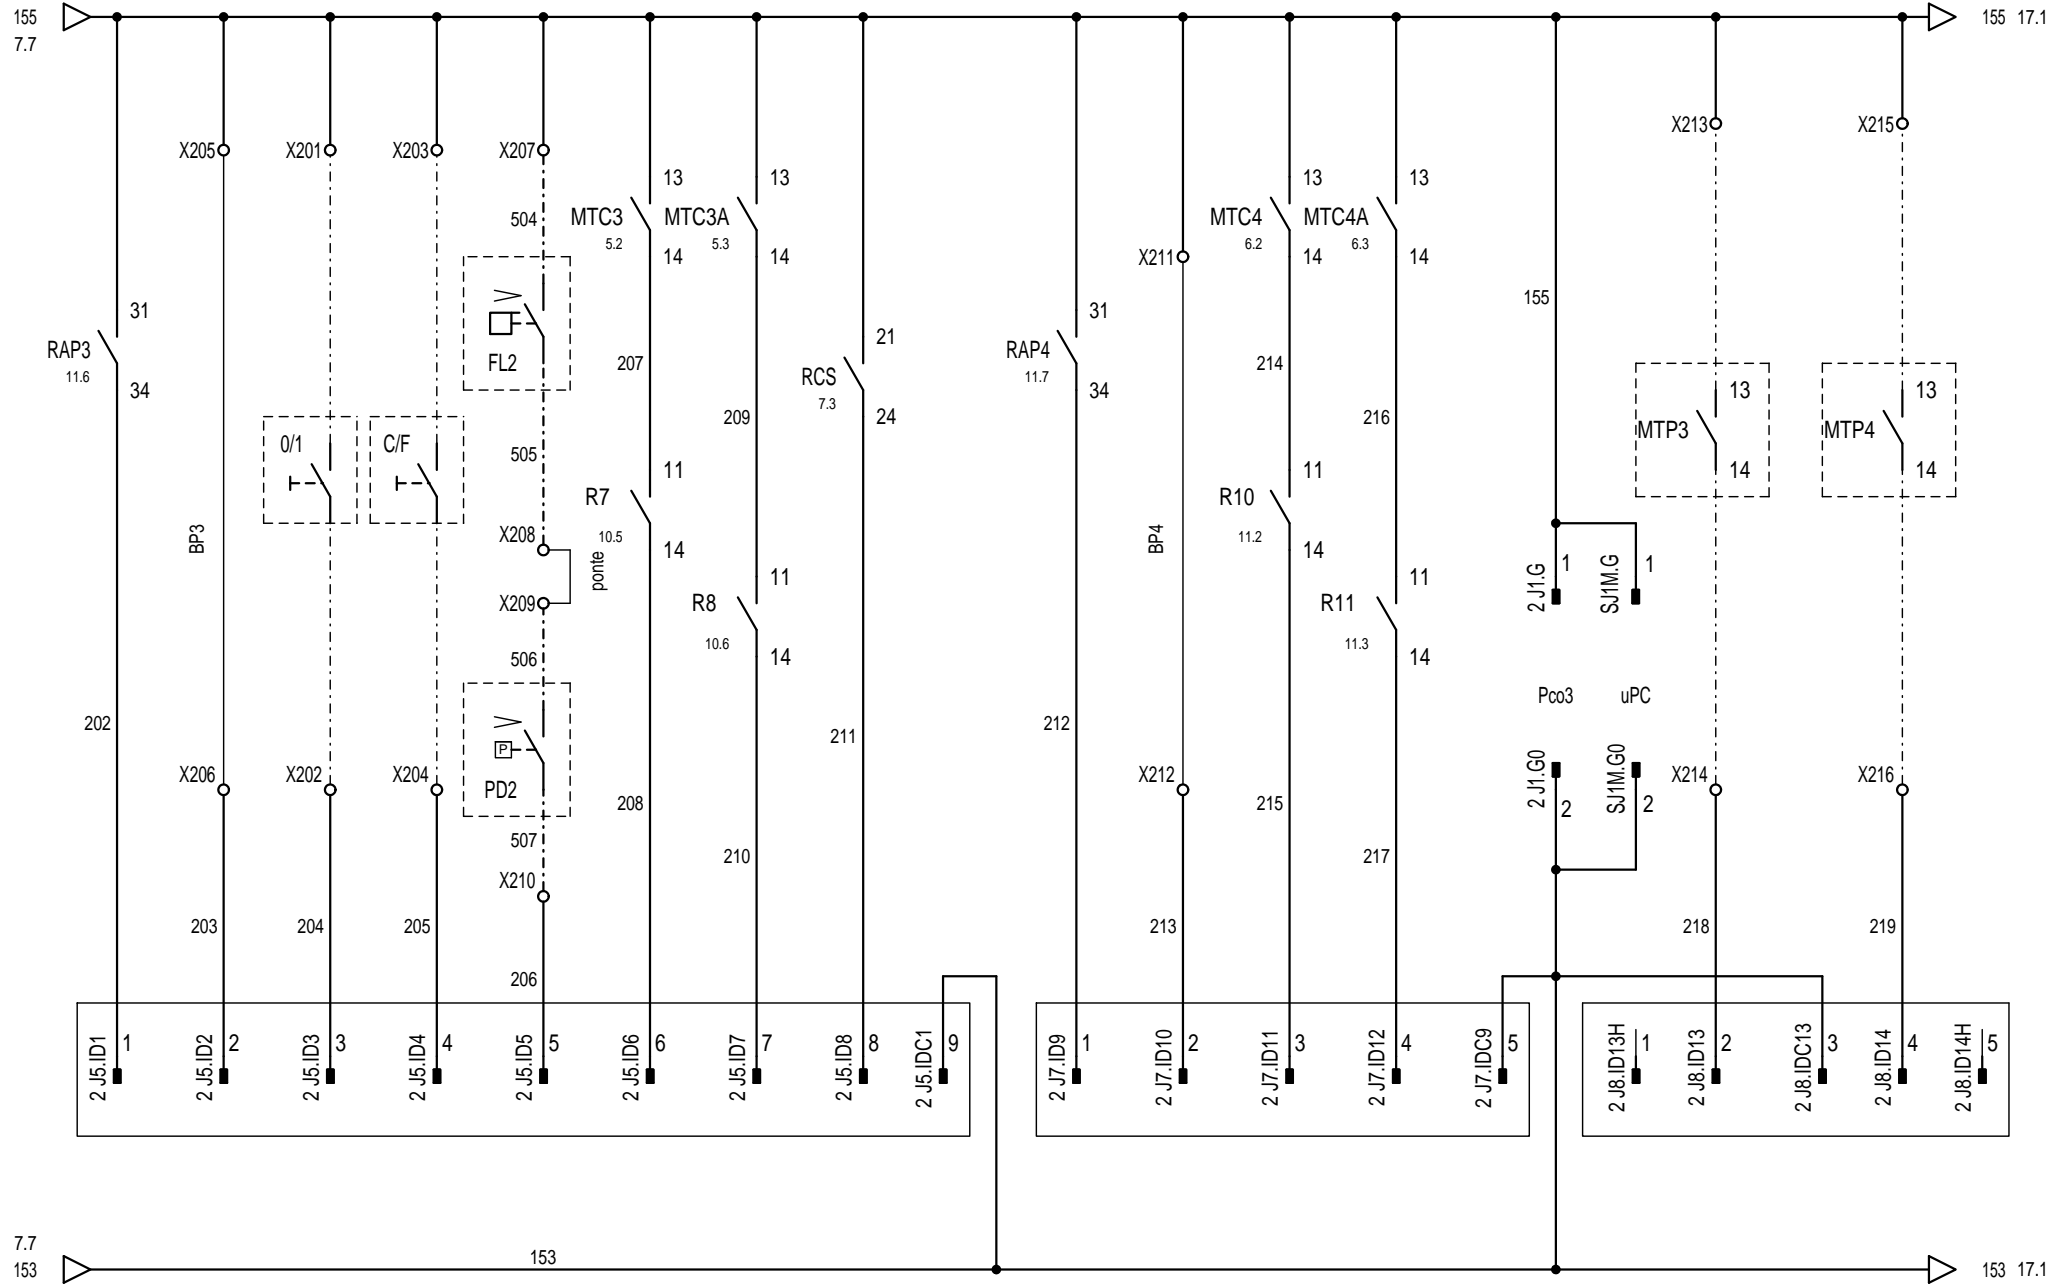 155
7.7
155 17.1
X205
X201
X203
X207
X213
X215
13
13
13
13
504
MTC3
5.2
MTC3A
5.3
MTC4
6.2
MTC4A
6.3
14
14
14
14
X211
31
RAP3
11.6
34
FL2
207
21
RCS
7.3
24
31
RAP4
11.7
34
214
155
209
216
13
MTP3
14
13
MTP4
14
0/1
C/F
505
11
R7
10.5
14
11
R10
11.2
14
BP3
X208
ponte
X209
BP4
11
R8
10.6
14
11
R11
11.3
14
2 J1.G
1
SJ1M.G
1
506
Pco3
uPC
202
P
PD2
211
212
X206
X202
X204
X212
2 J1.G0
2
SJ1M.G0
2
X214
X216
208
215
507
210
217
X210
203
204
205
213
218
219
206
2 J5.ID1
1
2 J5.ID2
2
2 J5.ID3
3
2 J5.ID4
4
2 J5.ID5
5
2 J5.ID6
6
2 J5.ID7
7
2 J5.ID8
8
2 J5.IDC1
9
2 J7.ID9
1
2 J7.ID10
2
2 J7.ID11
3
2 J7.ID12
4
2 J7.IDC9
5
2 J8.ID13H
1
2 J8.ID13
2
2 J8.IDC13
3
2 J8.ID14
4
2 J8.ID14H
5
7.7
153
153
153 17.1